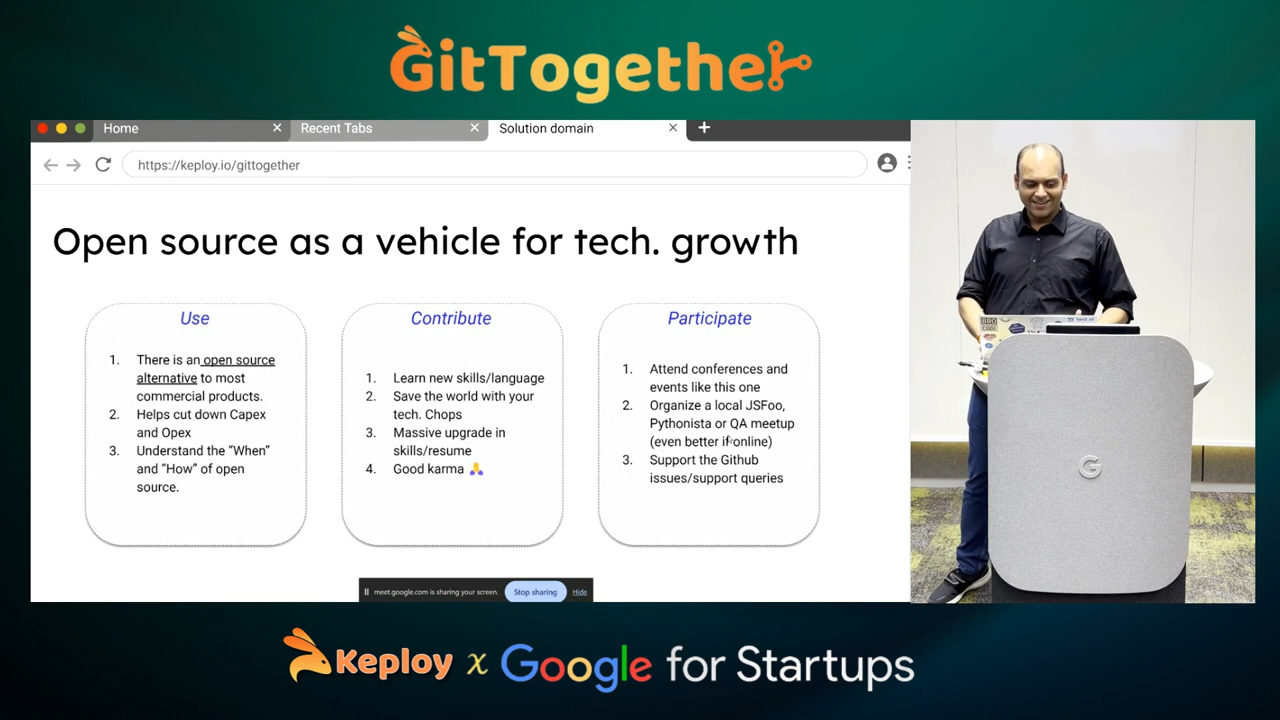 GitTogether
Home
Recent Tabs
Solution domain
https://keploy.io/gittogether
Open source as a vehicle for tech. growth
Use
1. There is an open source
alternative to most
commercial products.
2. Helps cut down Capex
and Opex
3. Understand the “When”
and “How” of open
source.
Contribute
1. Learn new skills/language
2. Save the world with your
tech. Chops
3. Massive upgrade in
skills/resume
4. Good karma 🙏
Participate
1. Attend conferences and
events like this one
2. Organize a local JSFoo,
Pythonista or QA meetup
(even better if online)
3. Support the Github
issues/support queries
meet.google.com is sharing your screen.
Stop sharing
Hide
G
Keploy x Google for Startups